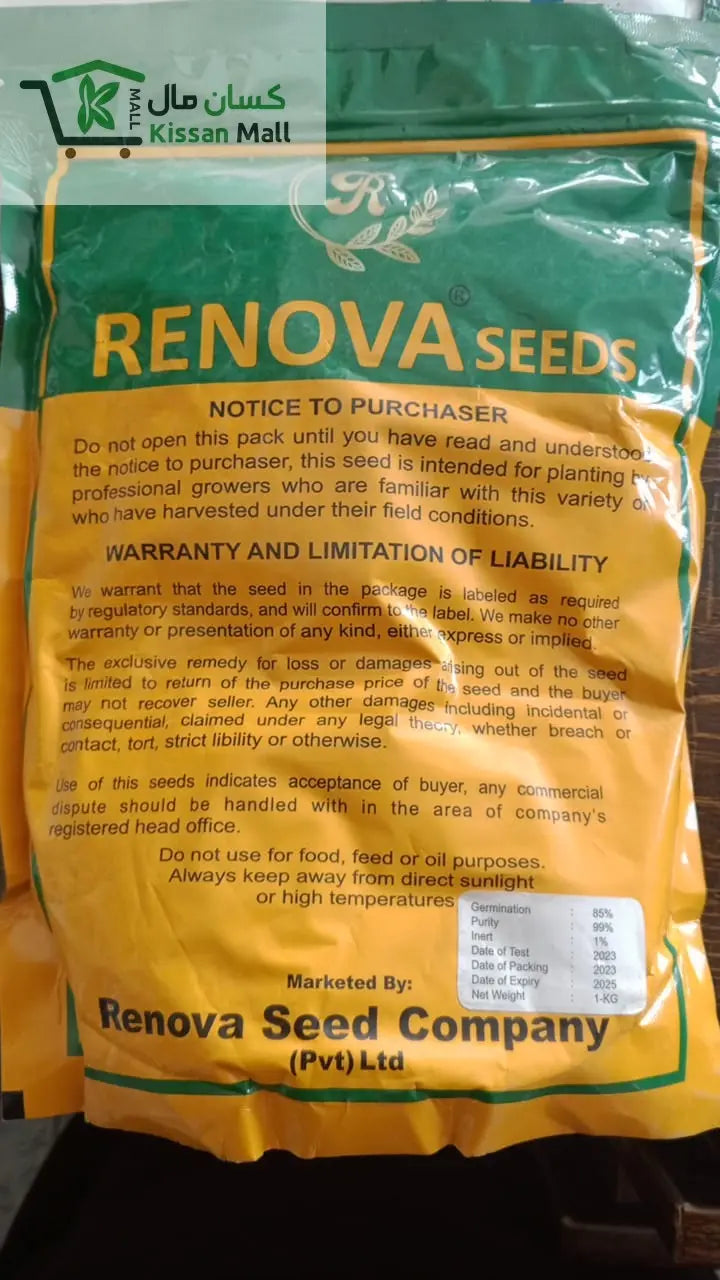 کسان مال
Kissan Mall
MALL
R
RENOVA® SEEDS
NOTICE TO PURCHASER
Do not open this pack until you have read and understood
the notice to purchaser, this seed is intended for planting by
professional growers who are familiar with this variety or
who have harvested under their field conditions.
WARRANTY AND LIMITATION OF LIABILITY
We warrant that the seed in the package is labeled as required
by regulatory standards, and will confirm to the label. We make no other
warranty or presentation of any kind, either express or implied.
The exclusive remedy for loss or damages arising out of the seed
is limited to return of the purchase price of the seed and the buyer
may not recover seller. Any other damages including incidental or
consequential, claimed under any legal theory, whether breach or
contact, tort, strict libility or otherwise.
Use of this seeds indicates acceptance of buyer, any commercial
dispute should be handled with in the area of company's
registered head office.
Do not use for food, feed or oil purposes.
Always keep away from direct sunlight
or high temperatures
Germination : 85%
Purity : 99%
Inert : 1%
Date of Test : 2023
Date of Packing : 2023
Date of Expiry : 2025
Net Weight : 1-KG
Marketed By:
Renova Seed Company
(Pvt) Ltd